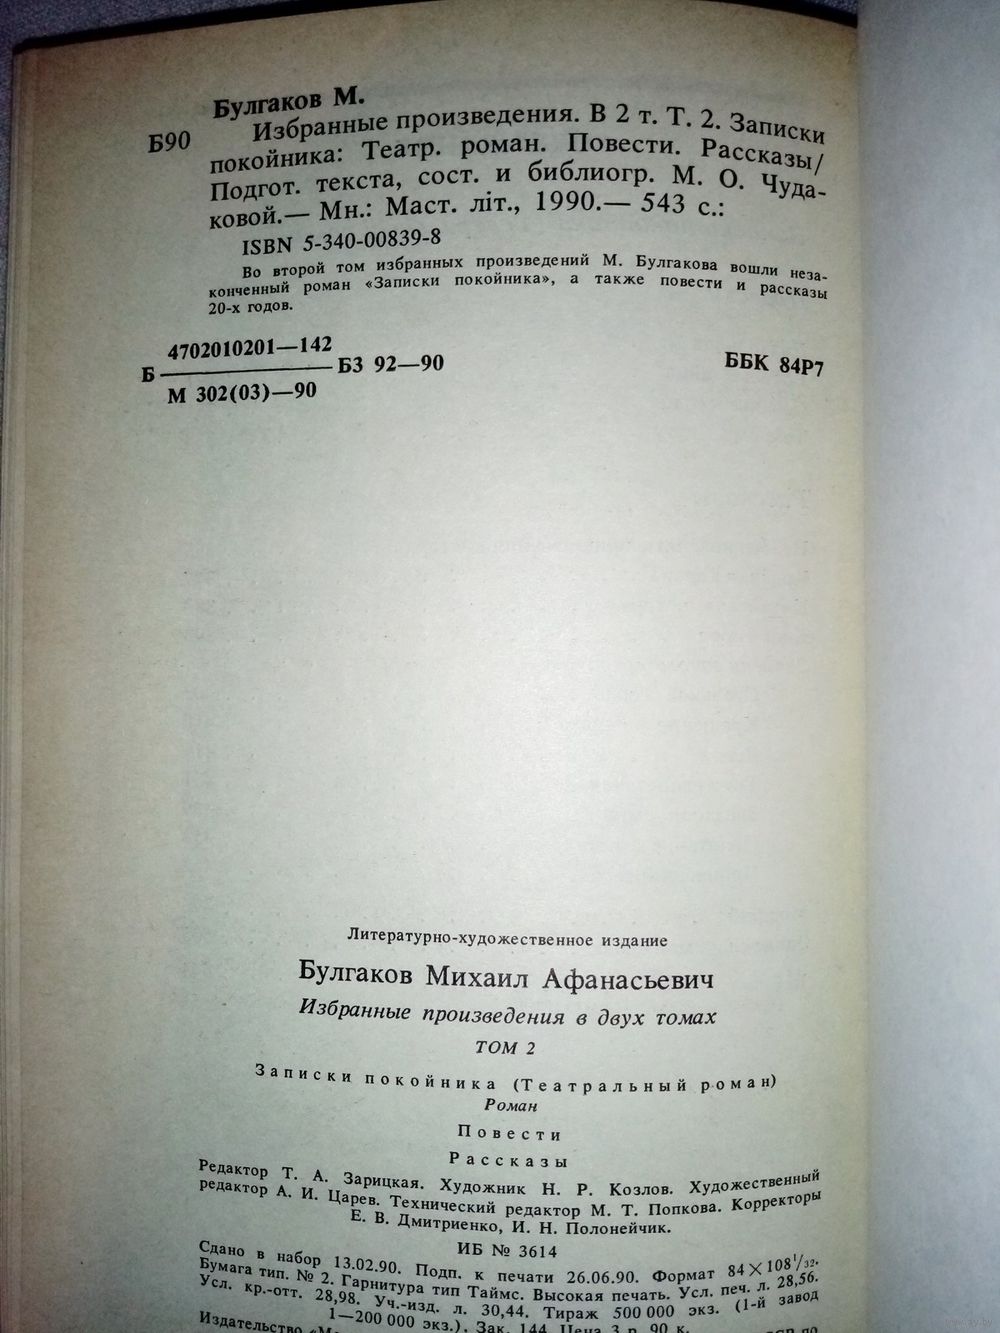 Булгаков М.
Б90 Избранные произведения. В 2 т. Т. 2. Записки
покойника: Театр. роман. Повести. Рассказы/
Подгот. текста, сост. и библиогр. М. О. Чуда-
ковой.— Мн.: Маст. літ., 1990.— 543 с.:
ISBN 5-340-00839-8
Во второй том избранных произведений М. Булгакова вошли неза-
конченный роман «Записки покойника», а также повести и рассказы
20-х годов.
4702010201—142
Б БЗ 92—90 ББК 84Р7
М 302(03)—90
Литературно-художественное издание
Булгаков Михаил Афанасьевич
Избранные произведения в двух томах
ТОМ 2
Записки покойника (Театральный роман)
Роман
Повести
Рассказы
Редактор Т. А. Зарицкая. Художник Н. Р. Козлов. Художественный
редактор А. И. Царев. Технический редактор М. Т. Попкова. Корректоры
Е. В. Дмитриенко, И. Н. Полонейчик.
ИБ № 3614
Сдано в набор 13.02.90. Подп. к печати 26.06.90. Формат 84×108¹/₃₂.
Бумага тип. № 2. Гарнитура тип Таймс. Высокая печать. Усл. печ. л. 28,56.
Усл. кр.-отт. 28,98. Уч.-изд. л. 30,44. Тираж 500 000 экз. (1-й завод
1—200 000 экз.). Зак. 144. Цена 3 р. 90 к.
Издательство